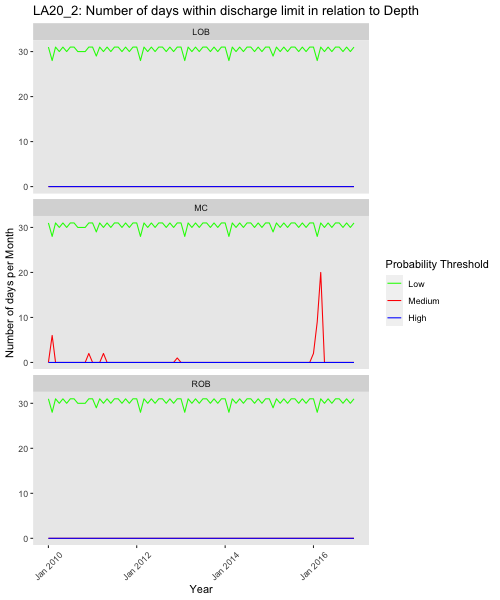 LA20_2: Number of days within discharge limit in relation to Depth
LOB
30
20
10
0
MC
30
20
10
0
ROB
30
20
10
0
Number of days per Month
Jan 2010
Jan 2012
Jan 2014
Jan 2016
Year
Probability Threshold
Low
Medium
High